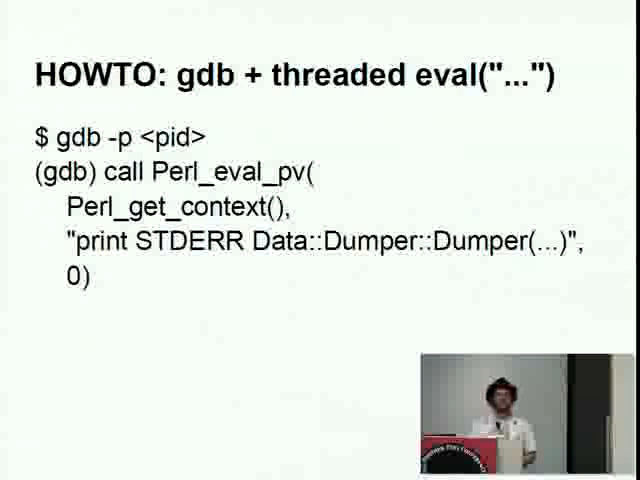 HOWTO: gdb + threaded eval("...")
$ gdb -p <pid>
(gdb) call Perl_eval_pv(
Perl_get_context(),
"print STDERR Data::Dumper::Dumper(...)",
0)